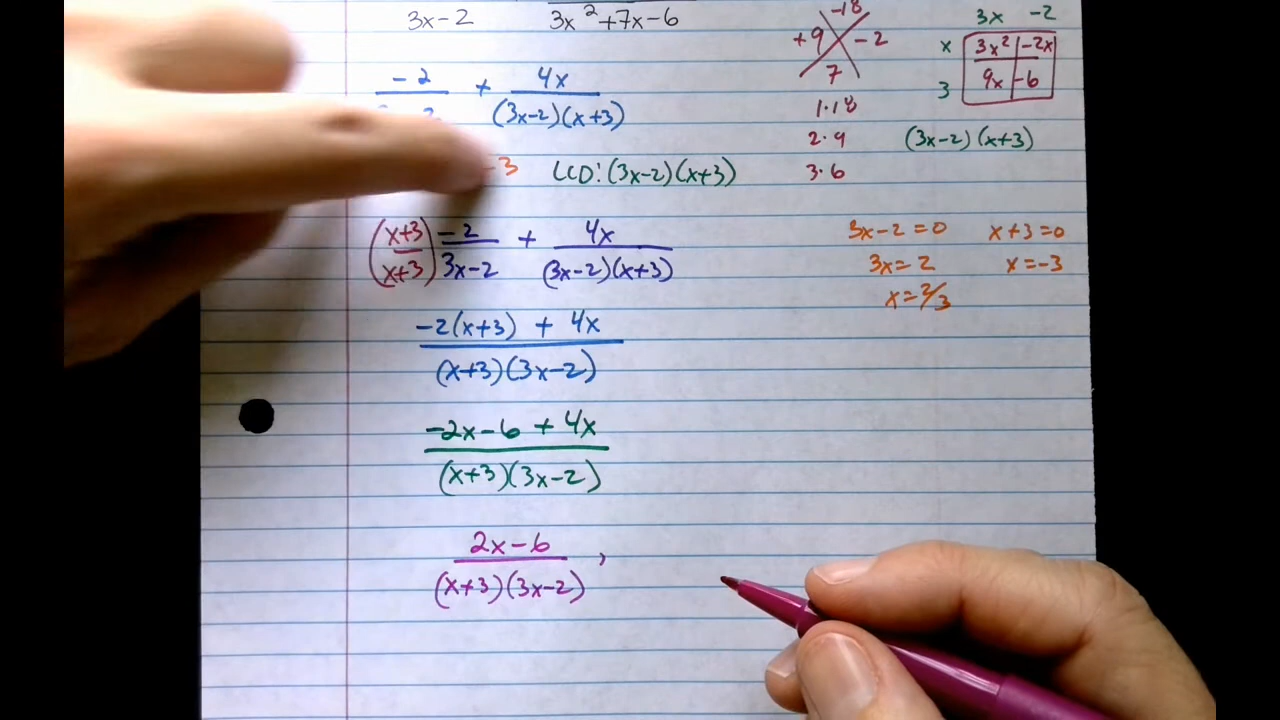 3x-2   3x²+7x-6
-2 + 4x
(3x-2)(x+3)
3   LCD: (3x-2)(x+3)
(x+3) -2 + 4x
(x+3) 3x-2   (3x-2)(x+3)
-2(x+3) + 4x
(x+3)(3x-2)
-2x-6 + 4x
(x+3)(3x-2)
2x-6 ,
(x+3)(3x-2)
-18
+9 -2
7
1·18
2·9
3·6
3x -2
x 3x² -2x
3 9x -6
(3x-2)(x+3)
3x-2=0   x+3=0
3x=2   x=-3
x=2/3